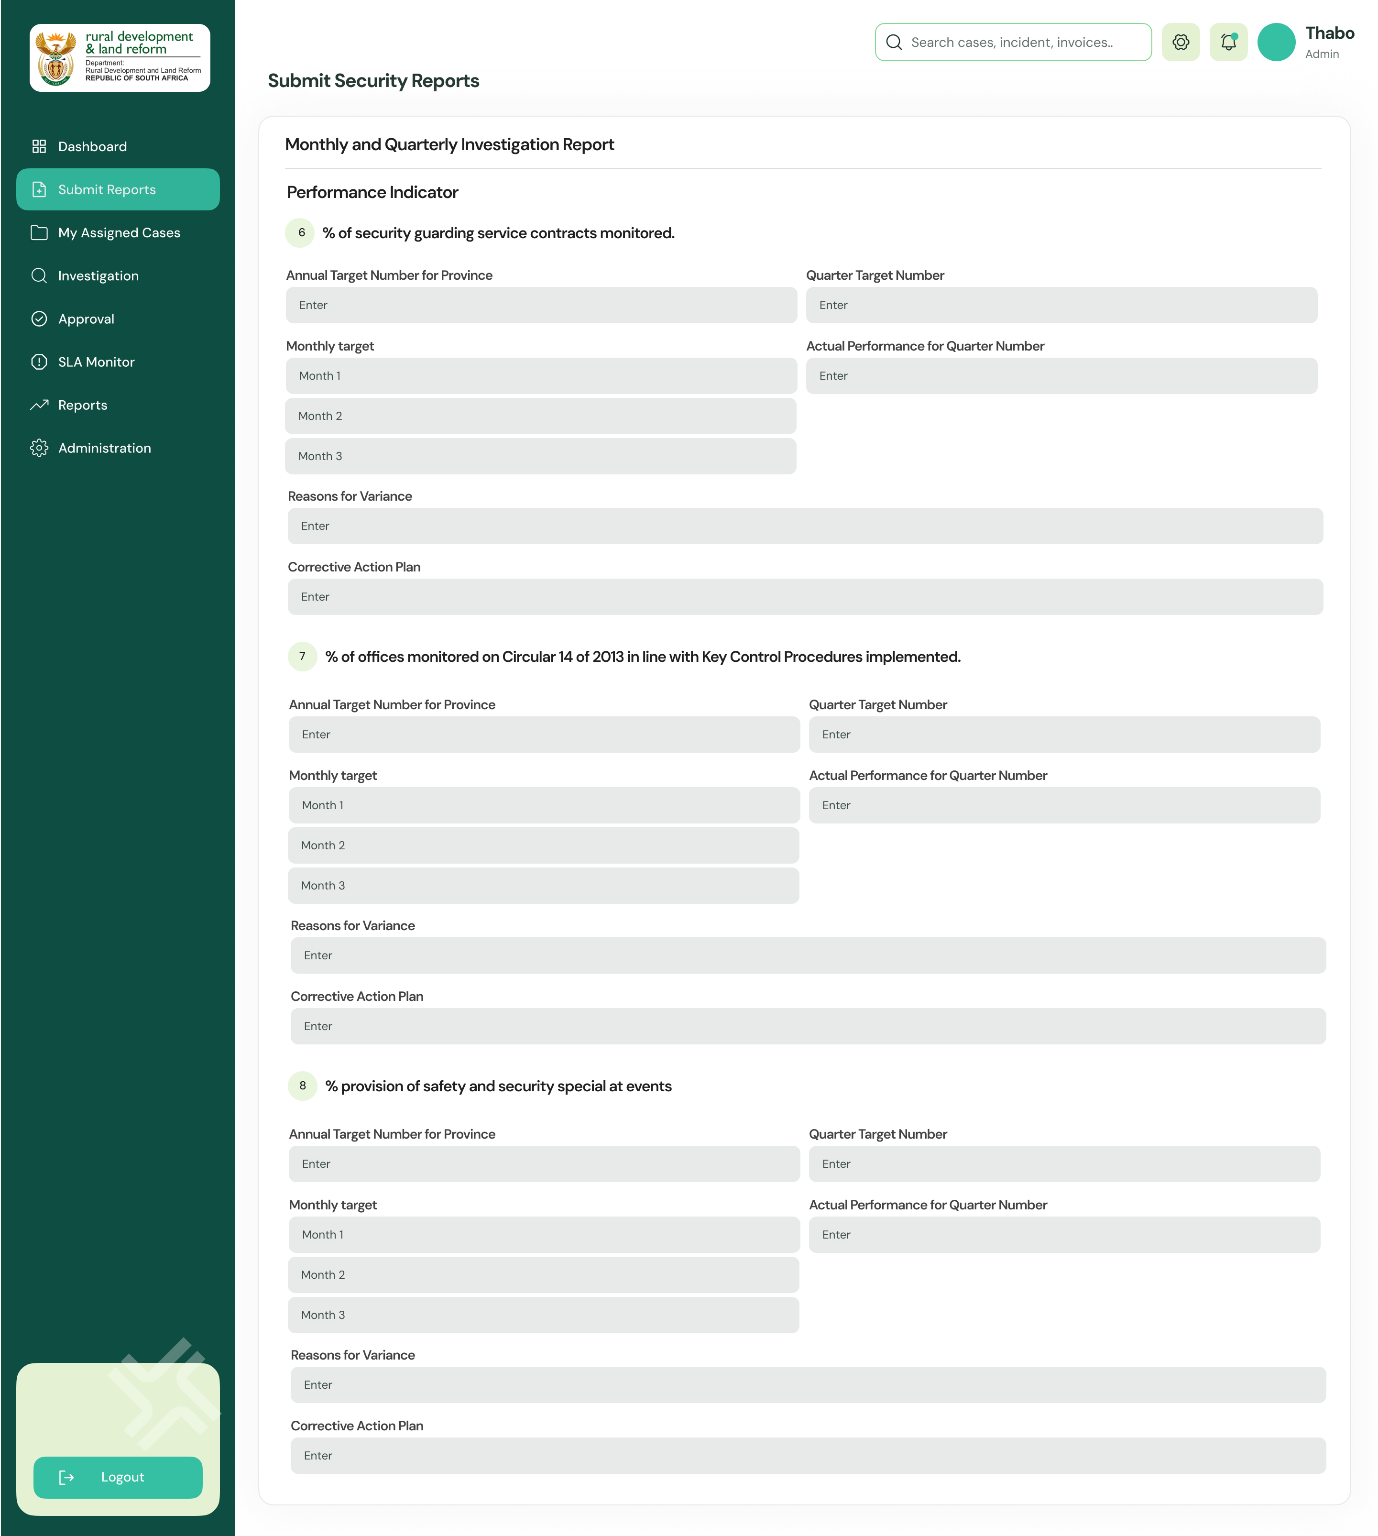 rural development
& land reform
Department:
Rural Development and Land Reform
REPUBLIC OF SOUTH AFRICA
Dashboard
Submit Reports
My Assigned Cases
Investigation
Approval
SLA Monitor
Reports
Administration
Logout
Search cases, incident, invoices..
Thabo
Admin
Submit Security Reports
Monthly and Quarterly Investigation Report
Performance Indicator
6 % of security guarding service contracts monitored.
Annual Target Number for Province
Enter
Quarter Target Number
Enter
Monthly target
Month 1
Month 2
Month 3
Actual Performance for Quarter Number
Enter
Reasons for Variance
Enter
Corrective Action Plan
Enter
7 % of offices monitored on Circular 14 of 2013 in line with Key Control Procedures implemented.
Annual Target Number for Province
Enter
Quarter Target Number
Enter
Monthly target
Month 1
Month 2
Month 3
Actual Performance for Quarter Number
Enter
Reasons for Variance
Enter
Corrective Action Plan
Enter
8 % provision of safety and security special at events
Annual Target Number for Province
Enter
Quarter Target Number
Enter
Monthly target
Month 1
Month 2
Month 3
Actual Performance for Quarter Number
Enter
Reasons for Variance
Enter
Corrective Action Plan
Enter